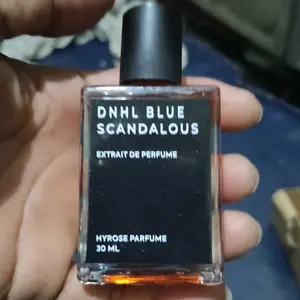 DNHL BLUE
SCANDALOUS
EXTRAIT DE PERFUME
HYROSE PARFUME
30 ML